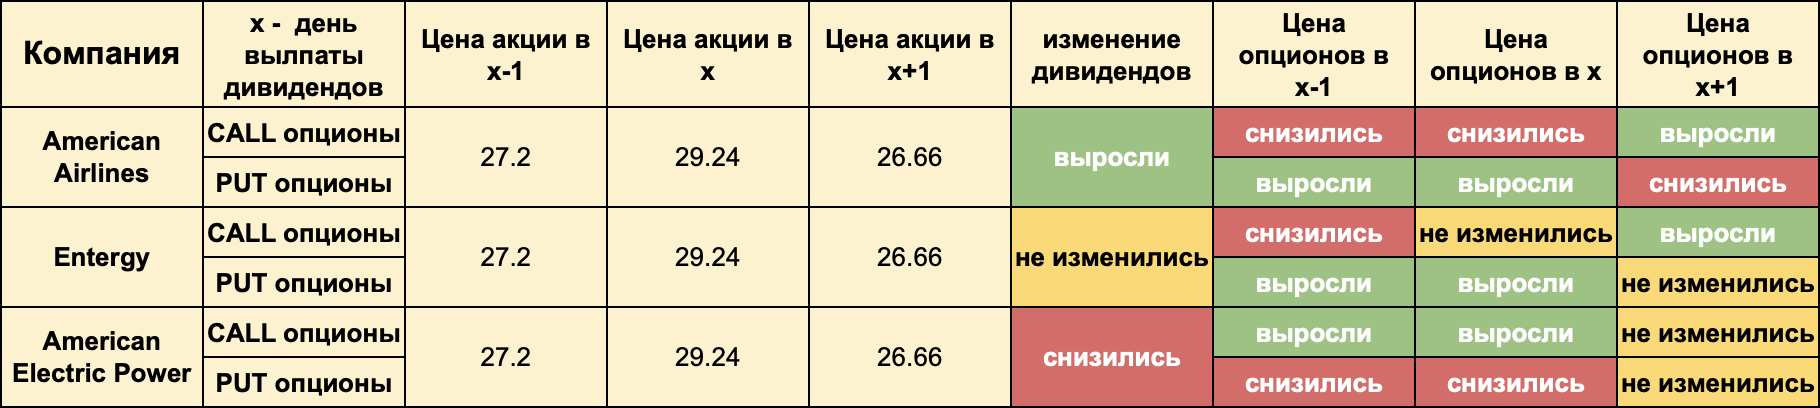 Компания
х - день
вылпаты
дивидендов
Цена акции в
х-1
Цена акции в
х
Цена акции в
х+1
изменение
дивидендов
Цена
опционов в
х-1
Цена
опционов в х
Цена
опционов в
х+1
American
Airlines
CALL опционы
PUT опционы
27.2
29.24
26.66
выросли
снизились
снизились
выросли
выросли
выросли
снизились
Entergy
CALL опционы
PUT опционы
27.2
29.24
26.66
не изменились
снизились
не изменились
выросли
выросли
выросли
не изменились
American
Electric Power
CALL опционы
PUT опционы
27.2
29.24
26.66
снизились
выросли
выросли
не изменились
снизились
снизились
не изменились